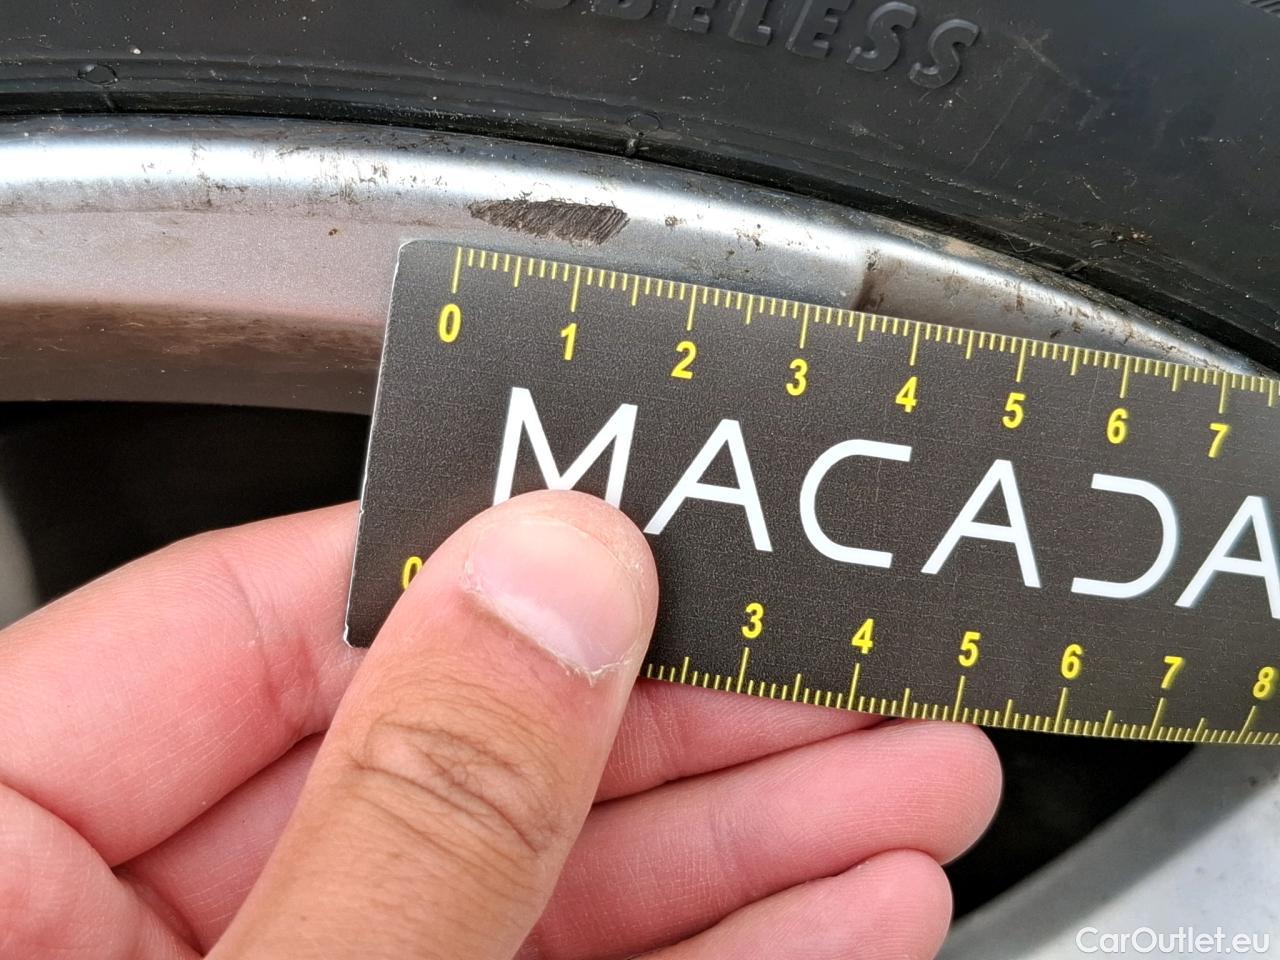 BELESS
0 1 2 3 4 5 6 7
MACADA
0 3 4 5 6 7 8
CarOutlet.eu